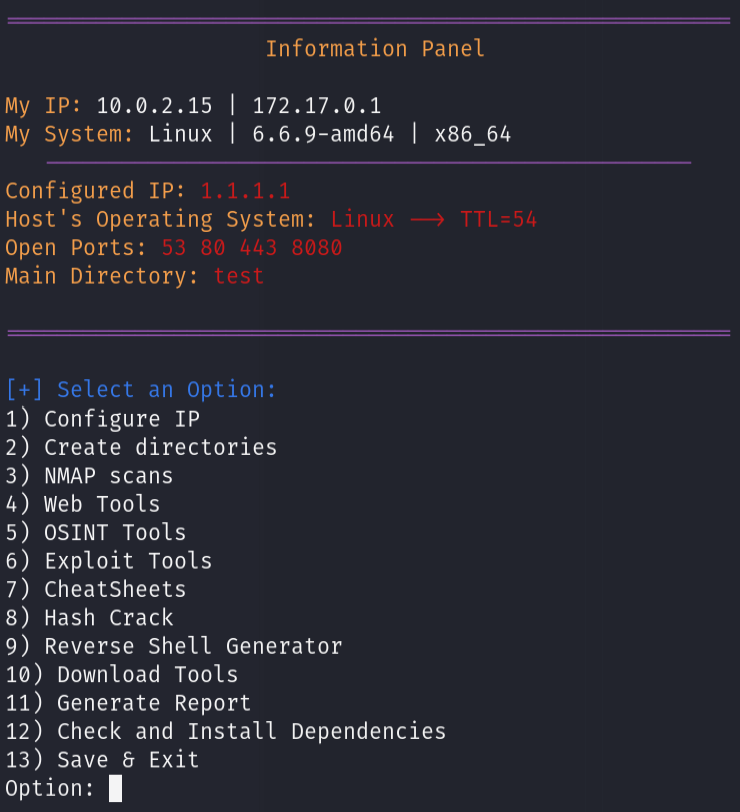 Information Panel
My IP: 10.0.2.15 | 172.17.0.1
My System: Linux | 6.6.9-amd64 | x86_64
Configured IP: 1.1.1.1
Host's Operating System: Linux ⟶ TTL=54
Open Ports: 53 80 443 8080
Main Directory: test
[+] Select an Option:
1) Configure IP
2) Create directories
3) NMAP scans
4) Web Tools
5) OSINT Tools
6) Exploit Tools
7) CheatSheets
8) Hash Crack
9) Reverse Shell Generator
10) Download Tools
11) Generate Report
12) Check and Install Dependencies
13) Save & Exit
Option: